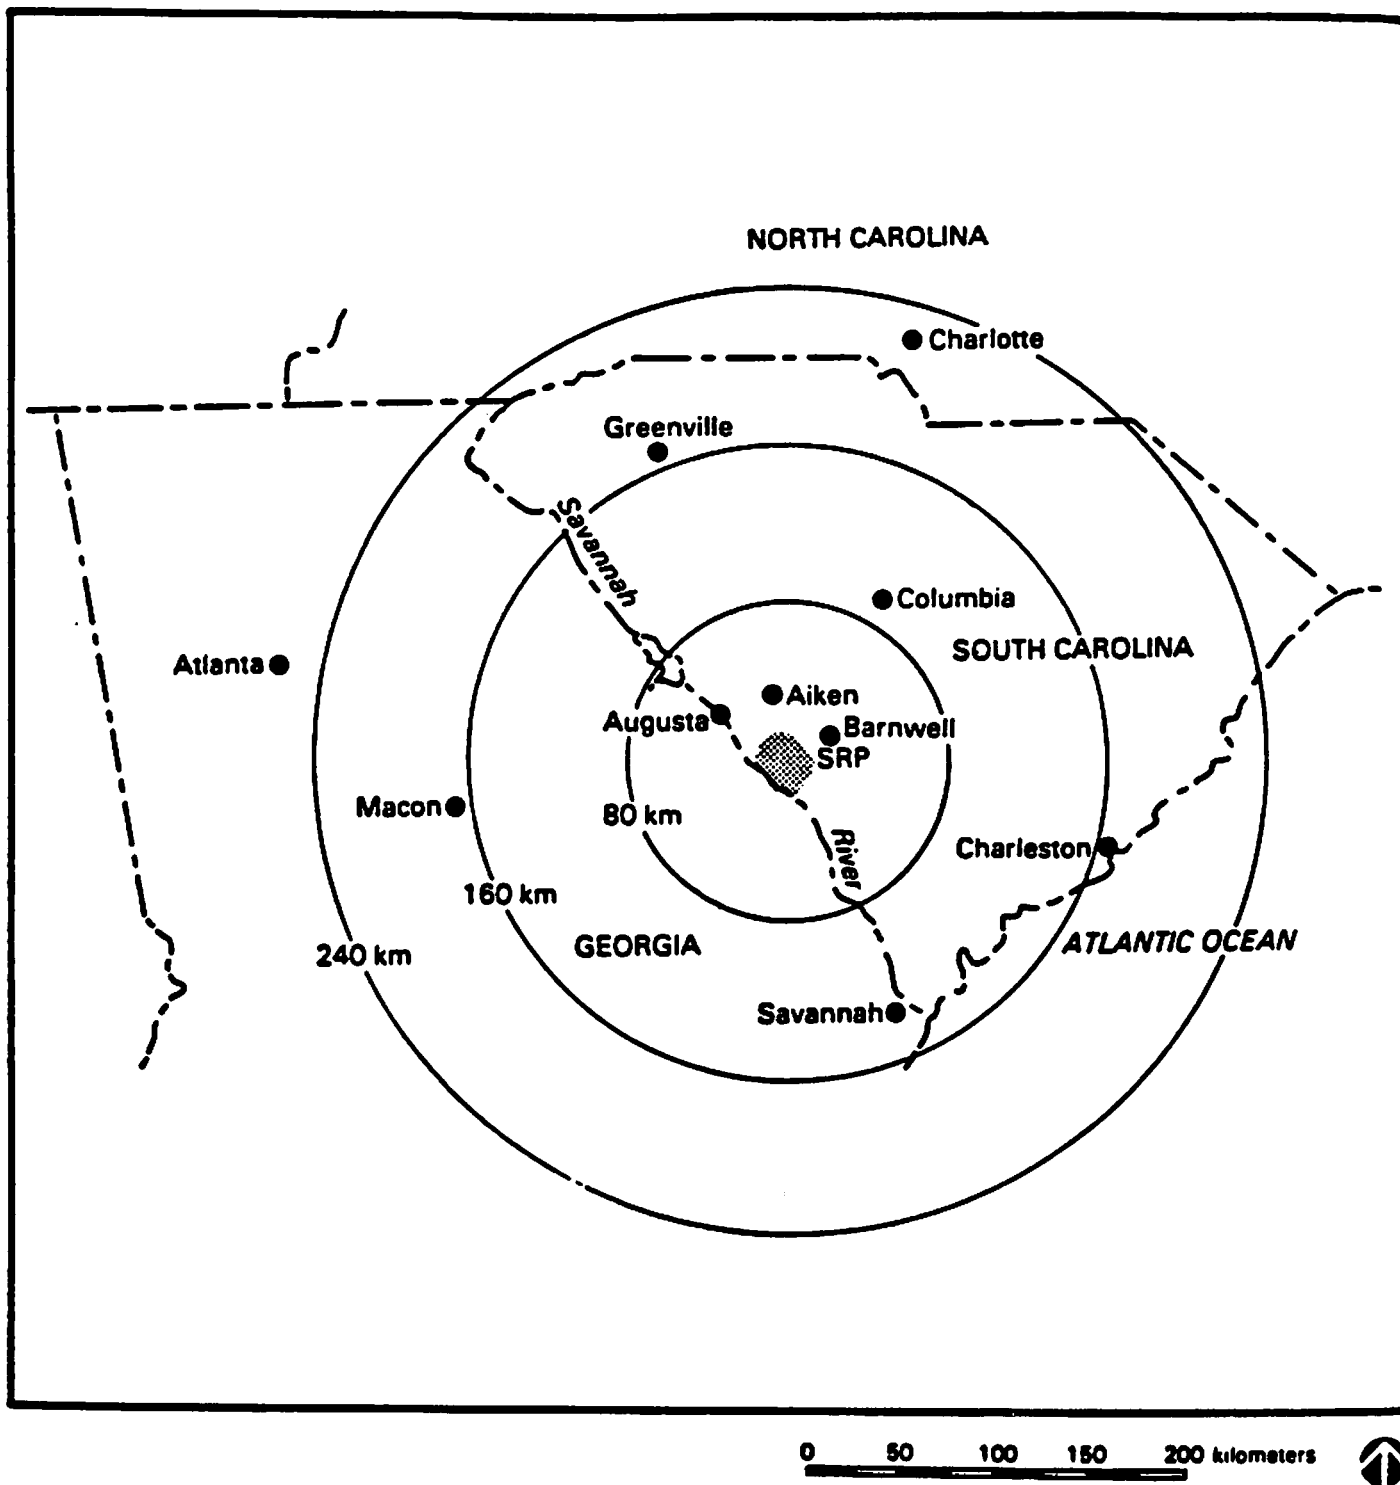 NORTH CAROLINA
Charlotte
Greenville
Savannah
Columbia
SOUTH CAROLINA
Atlanta
Aiken
Augusta
Barnwell
SRP
Macon
80 km
River
Charleston
160 km
GEORGIA
ATLANTIC OCEAN
240 km
Savannah
0 50 100 150 200 kilometers